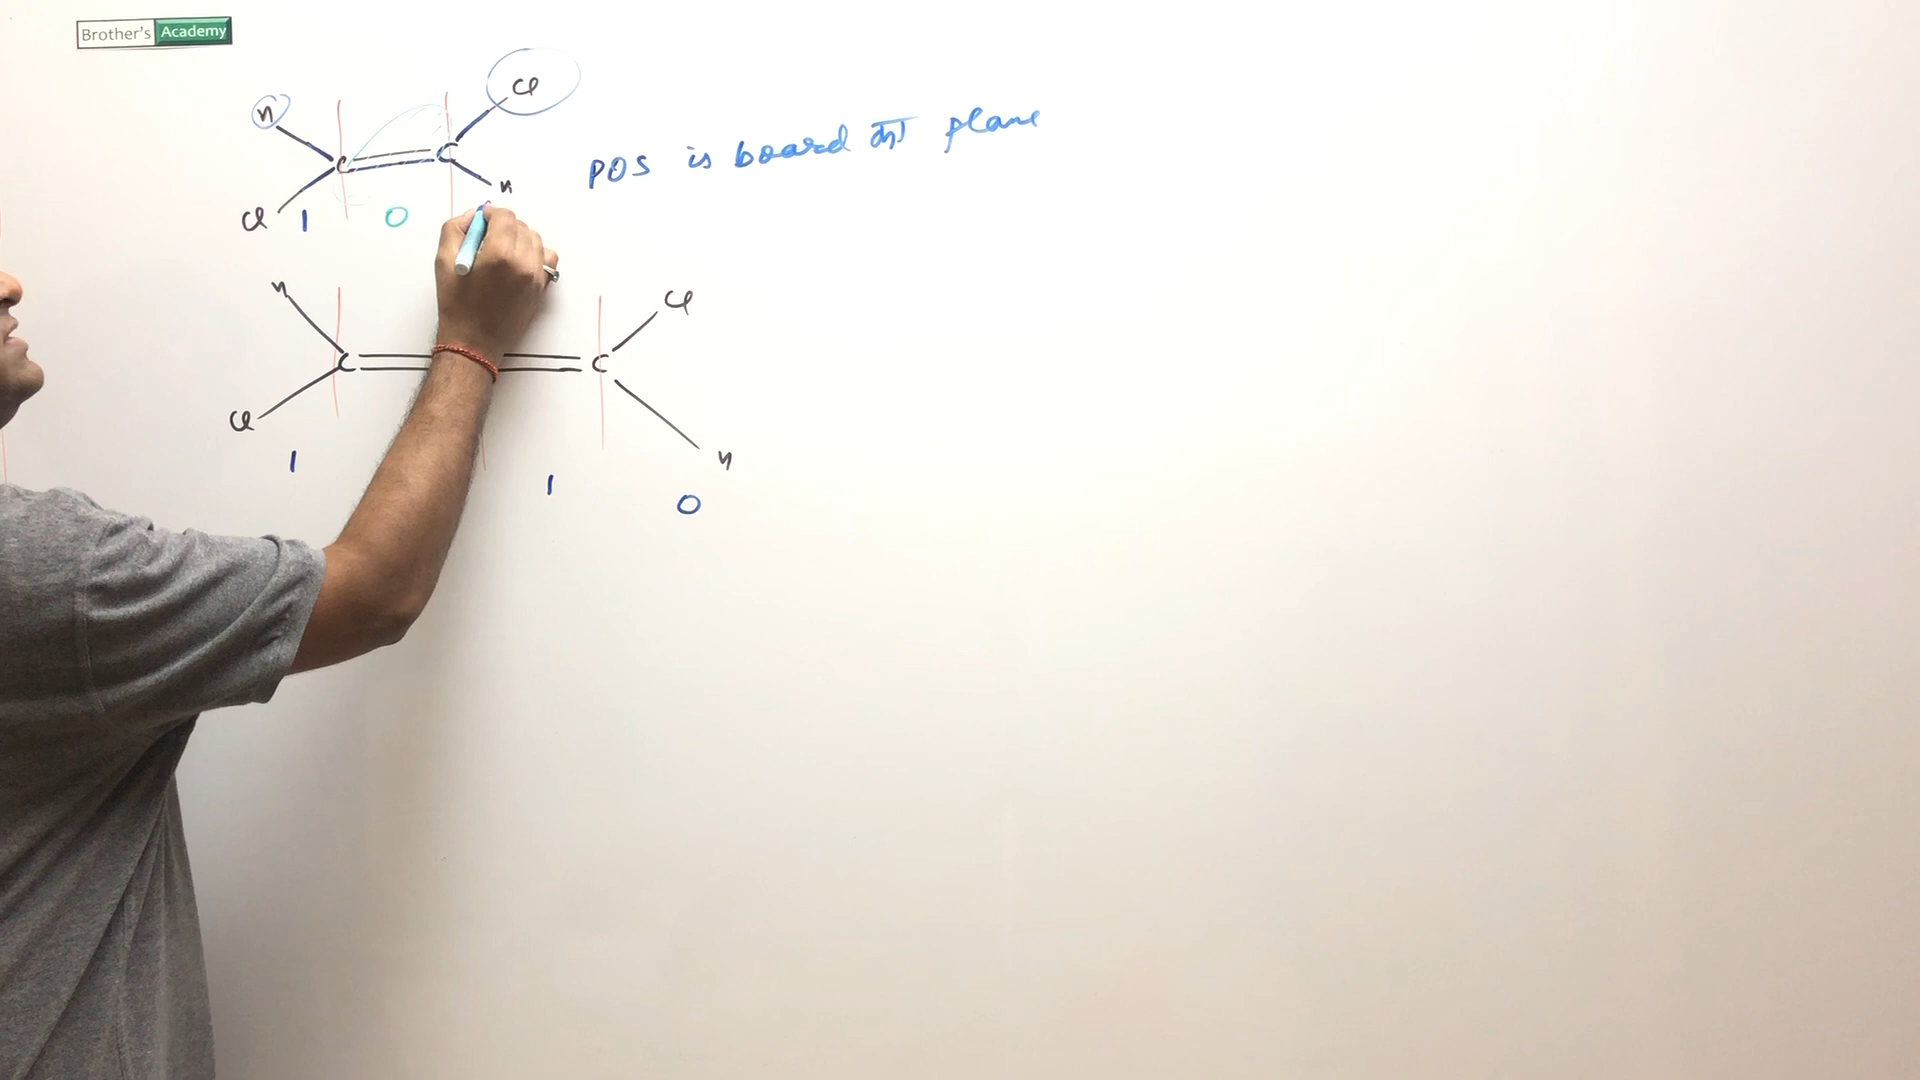 Brother's Academy
H Cl
C C
Cl H
1 0
POS is board का plane
H Cl
C C
Cl H
1 1 0